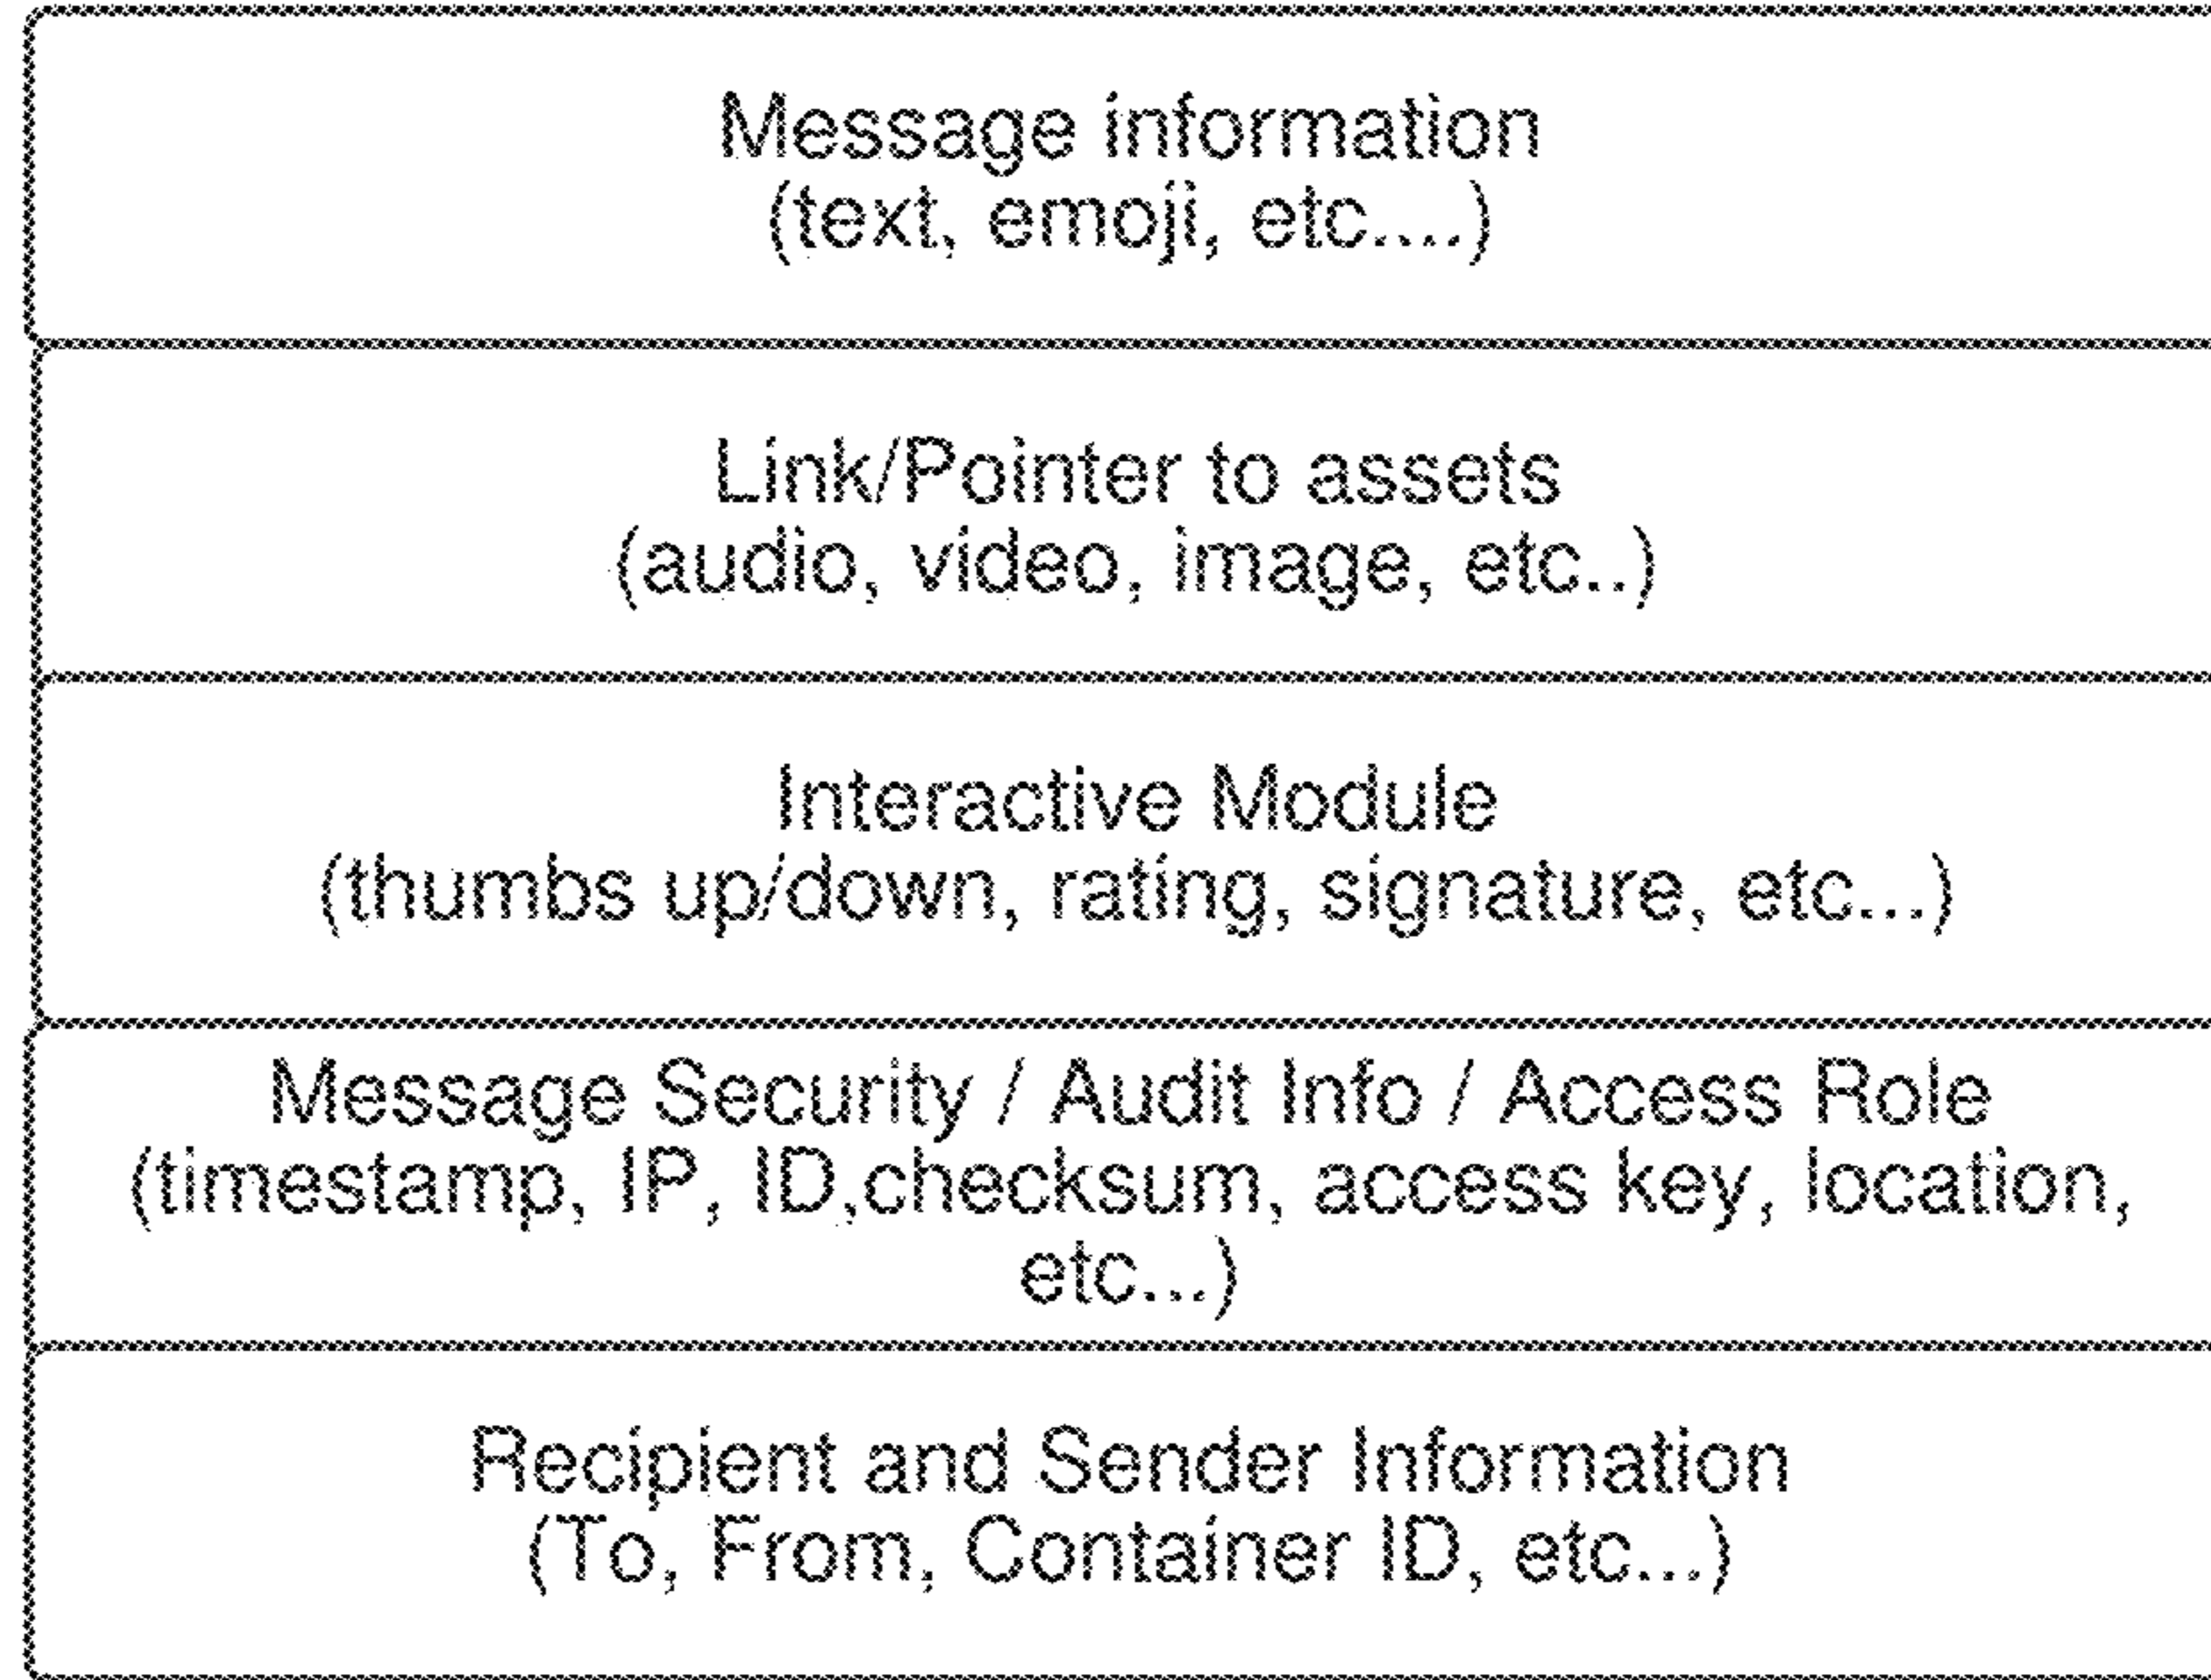 Message information
(text, emoji, etc....)
Link/Pointer to assets
(audio, video, image, etc..)
Interactive Module
(thumbs up/down, rating, signature, etc...)
Message Security / Audit Info / Access Role
(timestamp, IP, ID,checksum, access key, location,
etc...)
Recipient and Sender Information
(To, From, Container ID, etc...)